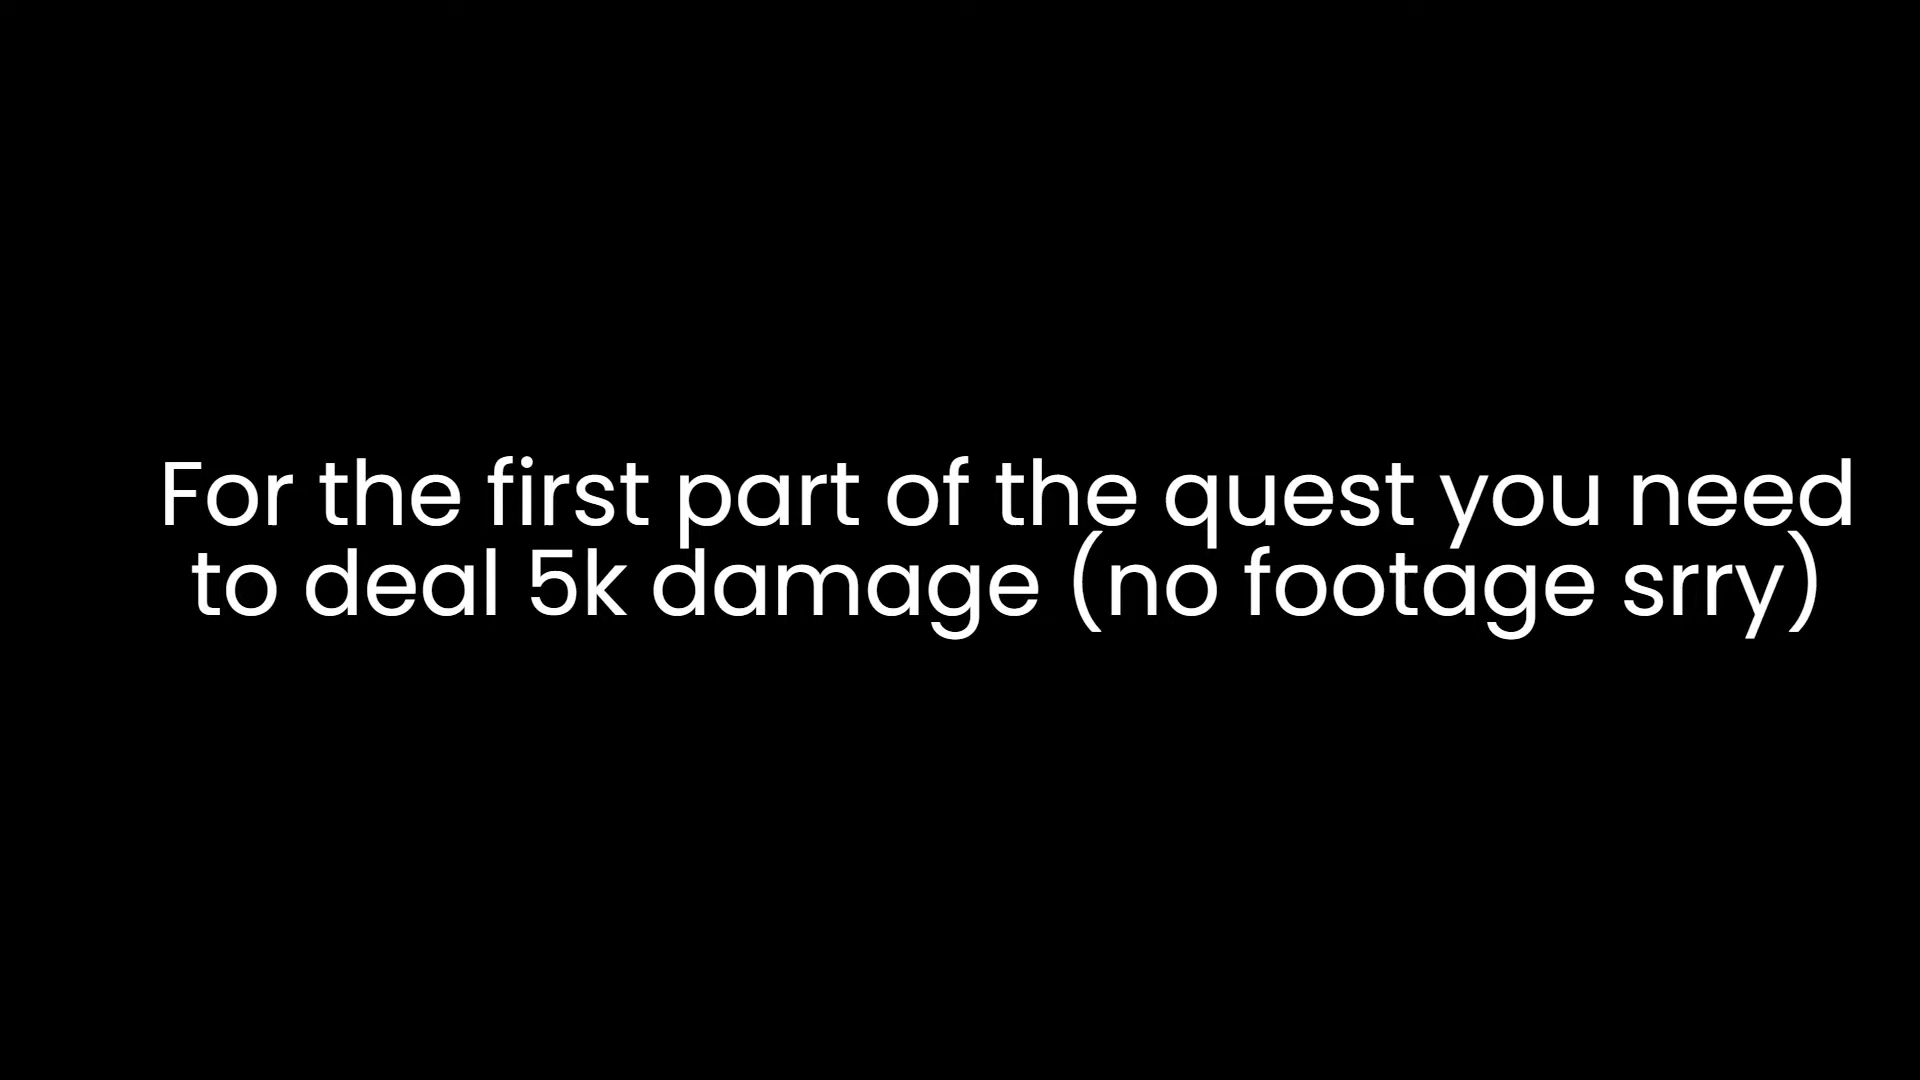 For the first part of the quest you need
to deal 5k damage (no footage srry)